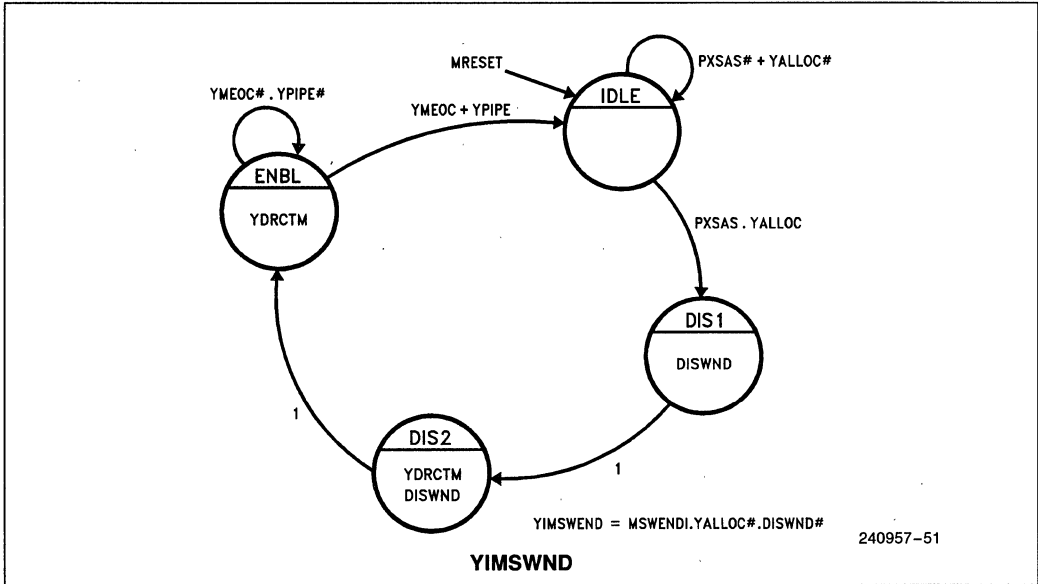 MRESET
PXSAS# + YALLOC#
IDLE
YMEOC# . YPIPE#
YMEOC + YPIPE
ENBL
YDRCTM
PXSAS . YALLOC
DIS1
DISWND
1
DIS2
YDRCTM
DISWND
1
YIMSWEND = MSWENDI.YALLOC#.DISWND#
240957-51
YIMSWND